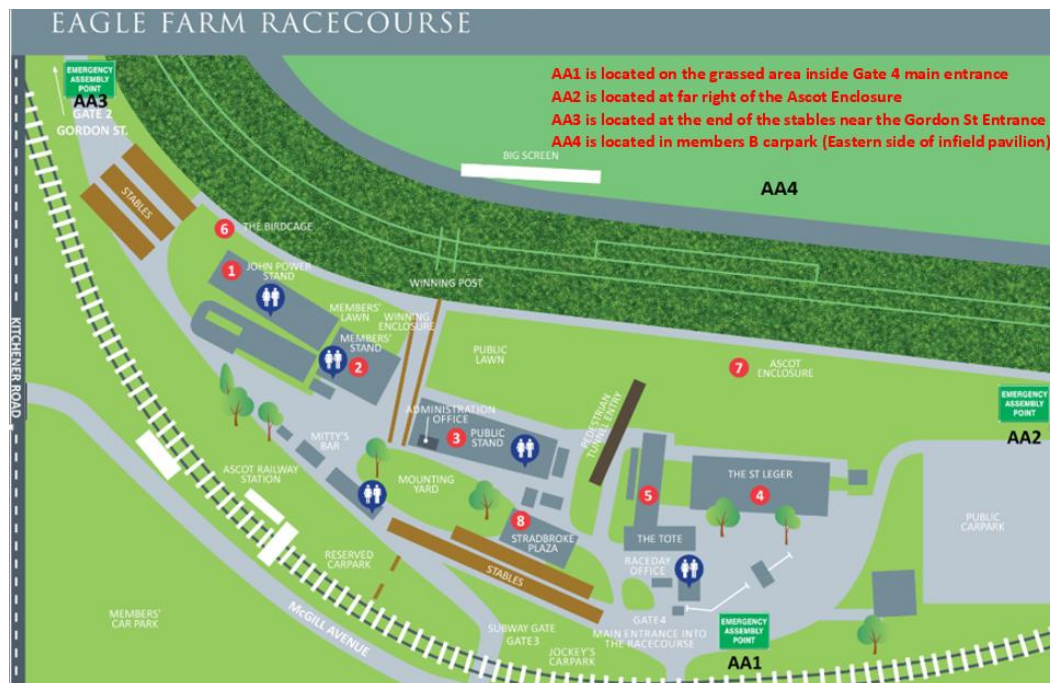 EAGLE FARM RACECOURSE
EMERGENCY
ASSEMBLY
POINT
AA3
GATE 2
GORDON ST.
AA1 is located on the grassed area inside Gate 4 main entrance
AA2 is located at far right of the Ascot Enclosure
AA3 is located at the end of the stables near the Gordon St Entrance
AA4 is located in members B carpark (Eastern side of infield pavilion)
BIG SCREEN
AA4
STABLES
6
THE BIRDCAGE
1
JOHN POWER
STAND
WINNING POST
MEMBERS'
LAWN
WINNING
ENCLOSURE
MEMBERS'
STAND
2
PUBLIC
LAWN
7
ASCOT
ENCLOSURE
KITCHENER ROAD
EMERGENCY
ASSEMBLY
POINT
AA2
PEDESTRIAN
TUNNEL ENTRY
ADMINISTRATION
OFFICE
3
PUBLIC
STAND
MITTY'S
BAR
ASCOT RAILWAY
STATION
MOUNTING
YARD
THE ST LEGER
4
5
8
STRADBROKE
PLAZA
THE TOTE
PUBLIC
CARPARK
RESERVED
CARPARK
STABLES
RACEDAY
OFFICE
MEMBERS'
CAR PARK
McGILL AVENUE
SUBWAY GATE
GATE 3
JOCKEY'S
CARPARK
GATE 4
MAIN ENTRANCE INTO
THE RACECOURSE
EMERGENCY
ASSEMBLY
POINT
AA1